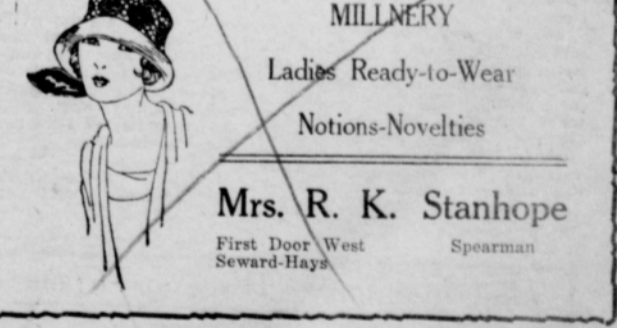 MILLNERY
Ladies Ready-to-Wear
Notions-Novelties
Mrs. R. K. Stanhope
First Door West Spearman
Seward-Hays